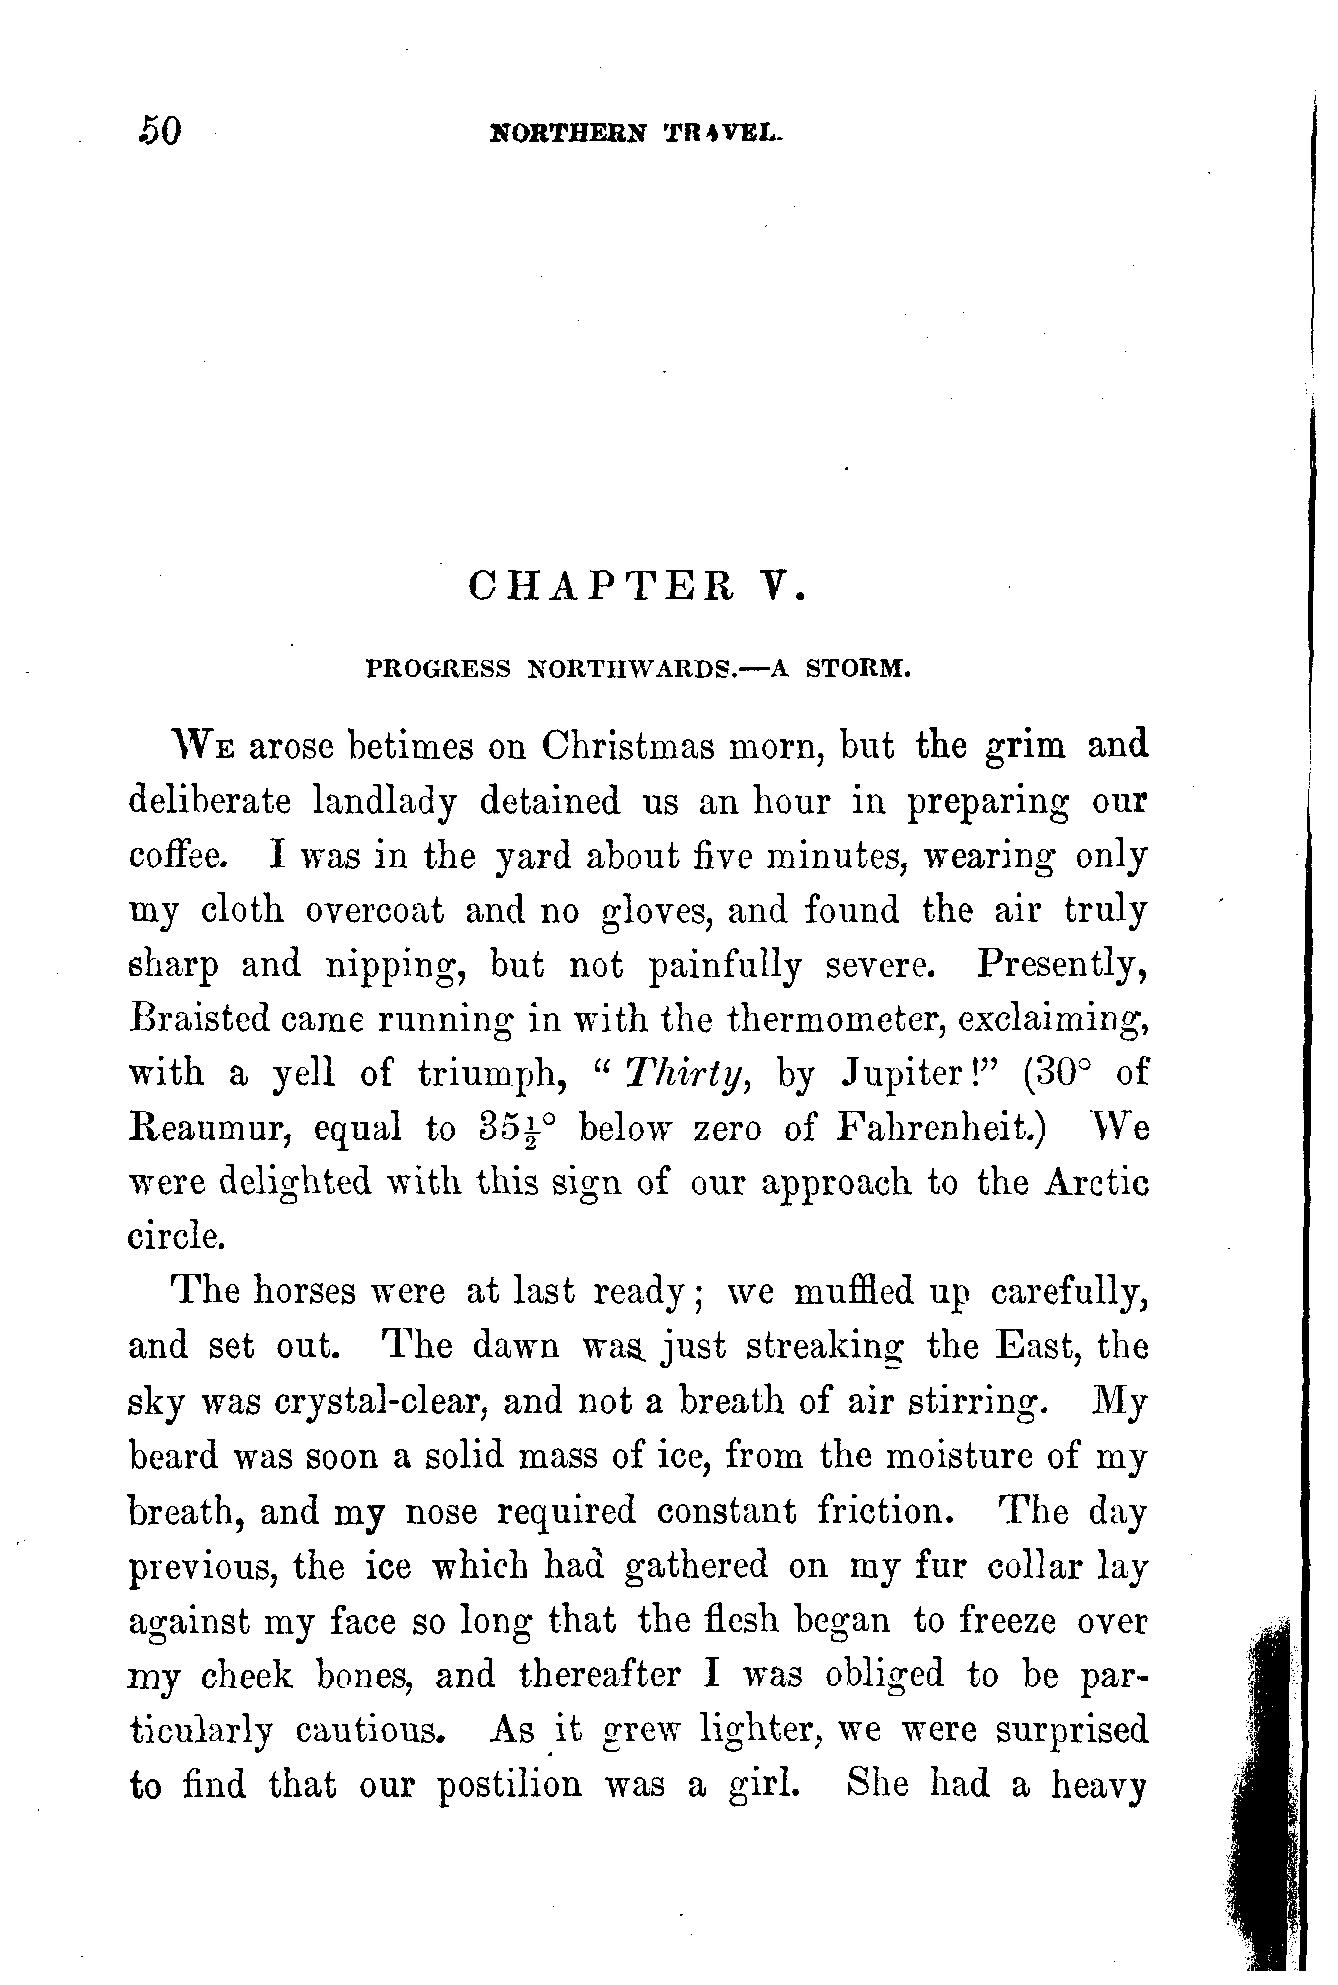 50 NORTHERN TRAVEL.
CHAPTER V.
PROGRESS NORTHWARDS.—A STORM.
WE arose betimes on Christmas morn, but the grim and
deliberate landlady detained us an hour in preparing our
coffee. I was in the yard about five minutes, wearing only
my cloth overcoat and no gloves, and found the air truly
sharp and nipping, but not painfully severe. Presently,
Braisted came running in with the thermometer, exclaiming,
with a yell of triumph, "Thirty, by Jupiter!" (30° of
Reaumur, equal to 35½° below zero of Fahrenheit.) We
were delighted with this sign of our approach to the Arctic
circle.
The horses were at last ready; we muffled up carefully,
and set out. The dawn was just streaking the East, the
sky was crystal-clear, and not a breath of air stirring. My
beard was soon a solid mass of ice, from the moisture of my
breath, and my nose required constant friction. The day
previous, the ice which had gathered on my fur collar lay
against my face so long that the flesh began to freeze over
my cheek bones, and thereafter I was obliged to be par-
ticularly cautious. As it grew lighter, we were surprised
to find that our postilion was a girl. She had a heavy